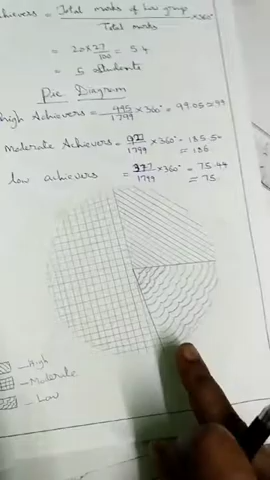 achievers = Total marks of low group × 360°
Total marks
= 20×27/100 = 5.4
= 5 students
Pie Diagram
high Achievers = 495/1799 ×360° = 99.05 ≈ 99
Moderate Achievers = 927/1799 ×360° = 185.5
= 186
low achievers = 377/1799 ×360° = 75.44
= 75
— High
— Moderate
— Low